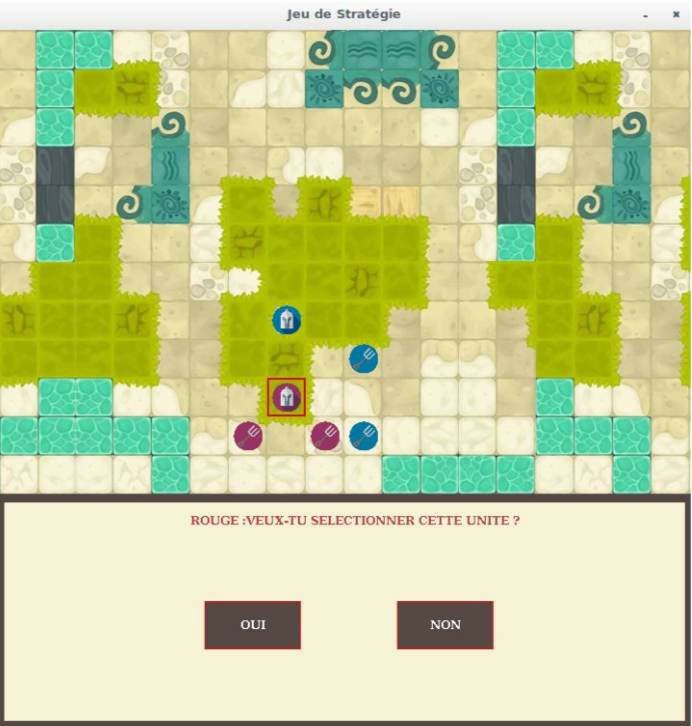 Jeu de Stratégie
ROUGE :VEUX-TU SELECTIONNER CETTE UNITE ?
OUI
NON